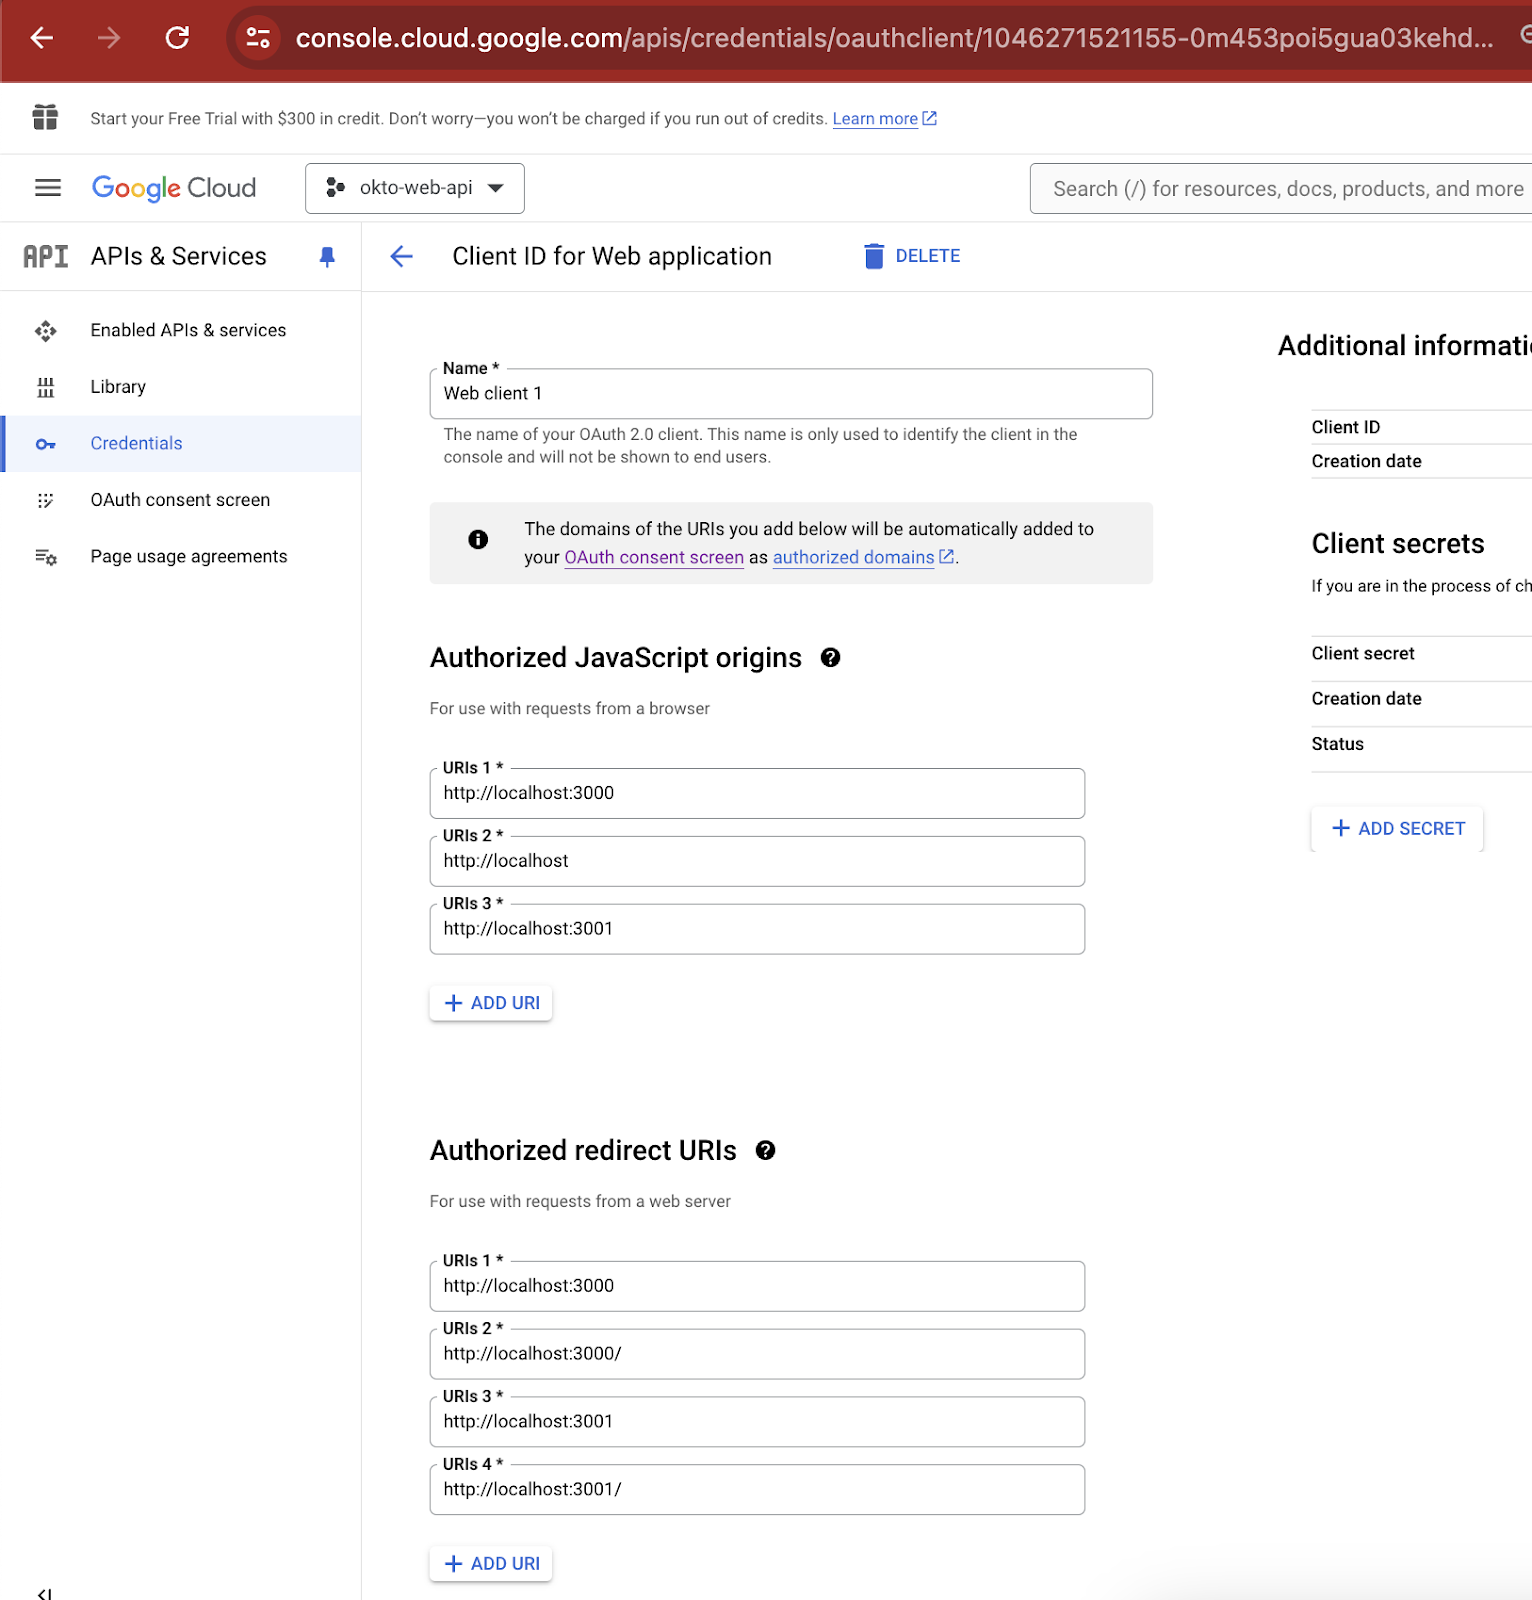 console.cloud.google.com/apis/credentials/oauthclient/1046271521155-0m453poi5gua03kehd...
Start your Free Trial with $300 in credit. Don't worry—you won't be charged if you run out of credits. Learn more
Google Cloud
okto-web-api
Search (/) for resources, docs, products, and more
API APIs & Services
Client ID for Web application
DELETE
Enabled APIs & services
Library
Credentials
OAuth consent screen
Page usage agreements
Name *
Web client 1
The name of your OAuth 2.0 client. This name is only used to identify the client in the
console and will not be shown to end users.
The domains of the URIs you add below will be automatically added to
your OAuth consent screen as authorized domains.
Authorized JavaScript origins
For use with requests from a browser
URIs 1 *
http://localhost:3000
URIs 2 *
http://localhost
URIs 3 *
http://localhost:3001
ADD URI
Authorized redirect URIs
For use with requests from a web server
URIs 1 *
http://localhost:3000
URIs 2 *
http://localhost:3000/
URIs 3 *
http://localhost:3001
URIs 4 *
http://localhost:3001/
ADD URI
Additional informati
Client ID
Creation date
Client secrets
If you are in the process of ch
Client secret
Creation date
Status
ADD SECRET